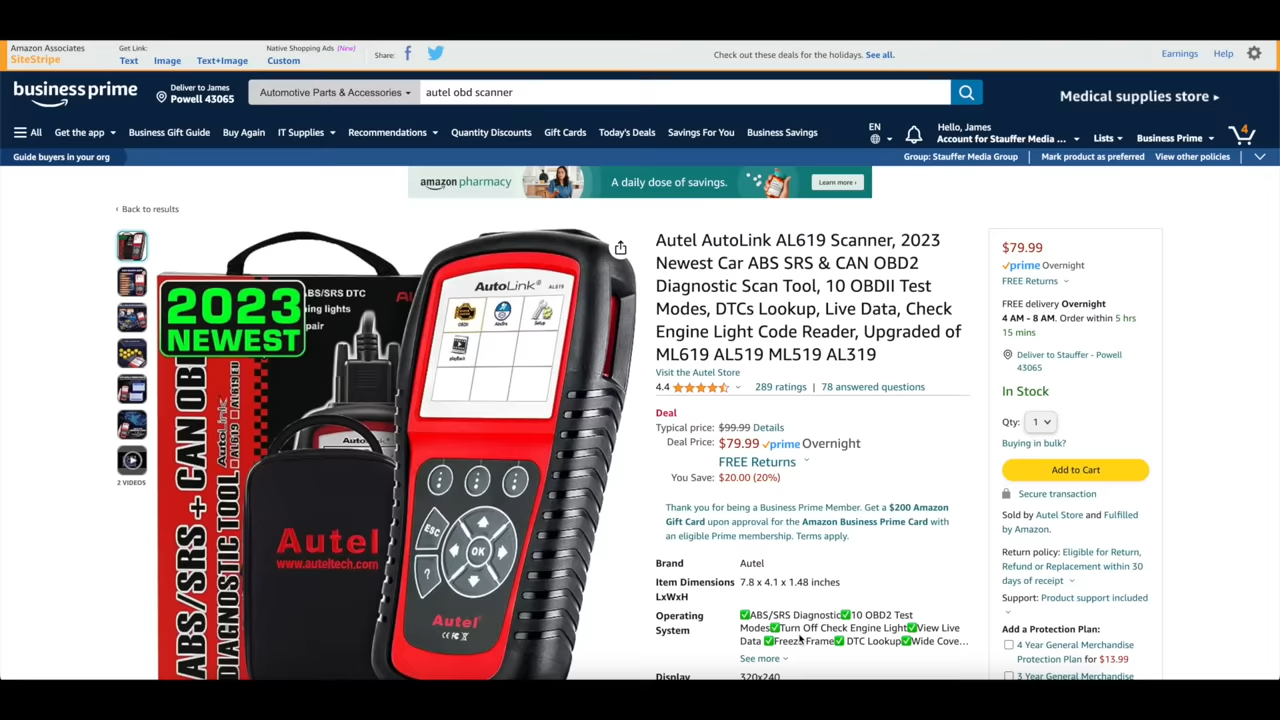 Amazon Associates
SiteStripe
Get Link:
Text
Image
Text+Image
Native Shopping Ads (New)
Custom
Share:
Check out these deals for the holidays. See all.
Earnings
Help
business prime
Deliver to James
Powell 43065
Automotive Parts & Accessories
autel obd scanner
Medical supplies store ▸
All
Get the app
Business Gift Guide
Buy Again
IT Supplies
Recommendations
Quantity Discounts
Gift Cards
Today's Deals
Savings For You
Business Savings
EN
Hello, James
Account for Stauffer Media ...
Lists
Business Prime
4
Guide buyers in your org
Group: Stauffer Media Group
Mark product as preferred
View other policies
amazon pharmacy
A daily dose of savings.
Learn more ›
‹ Back to results
2 VIDEOS
2023
NEWEST
ABS/SRS DTC
AutoLink AL619
OBDII
Abs/Srs
Setup
playBack
ABS/SRS + CAN OBD
DIAGNOSTIC TOOL
AutoLink AL619 AL619EU
Autel
www.auteltech.com
ESC
OK
?
Autel
Autel AutoLink AL619 Scanner, 2023
Newest Car ABS SRS & CAN OBD2
Diagnostic Scan Tool, 10 OBDII Test
Modes, DTCs Lookup, Live Data, Check
Engine Light Code Reader, Upgraded of
ML619 AL519 ML519 AL319
Visit the Autel Store
4.4
289 ratings | 78 answered questions
Deal
Typical price: $99.99 Details
Deal Price: $79.99 prime Overnight
FREE Returns
You Save: $20.00 (20%)
Thank you for being a Business Prime Member. Get a $200 Amazon
Gift Card upon approval for the Amazon Business Prime Card with
an eligible Prime membership. Terms apply.
Brand Autel
Item Dimensions 7.8 x 4.1 x 1.48 inches
LxWxH
Operating System
✅ABS/SRS Diagnostic✅10 OBD2 Test
Modes✅Turn Off Check Engine Light✅View Live
Data ✅Freeze Frame✅ DTC Lookup✅Wide Cove...
See more
Display 320x240
$79.99
prime Overnight
FREE Returns
FREE delivery Overnight
4 AM - 8 AM. Order within 5 hrs
15 mins
Deliver to Stauffer - Powell
43065
In Stock
Qty: 1
Buying in bulk?
Add to Cart
Secure transaction
Sold by Autel Store and Fulfilled
by Amazon.
Return policy: Eligible for Return,
Refund or Replacement within 30
days of receipt
Support: Product support included
Add a Protection Plan:
4 Year General Merchandise
Protection Plan for $13.99
3 Year General Merchandise